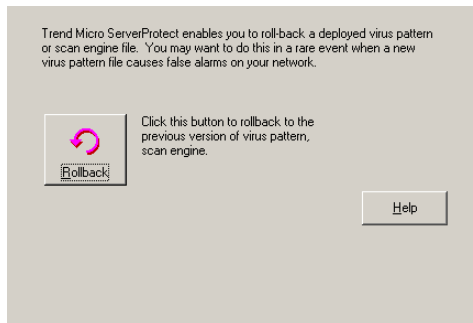 Trend Micro ServerProtect enables you to roll-back a deployed virus pattern
or scan engine file. You may want to do this in a rare event when a new
virus pattern file causes false alarms on your network.
Click this button to rollback to the
previous version of virus pattern,
scan engine.
Rollback
Help